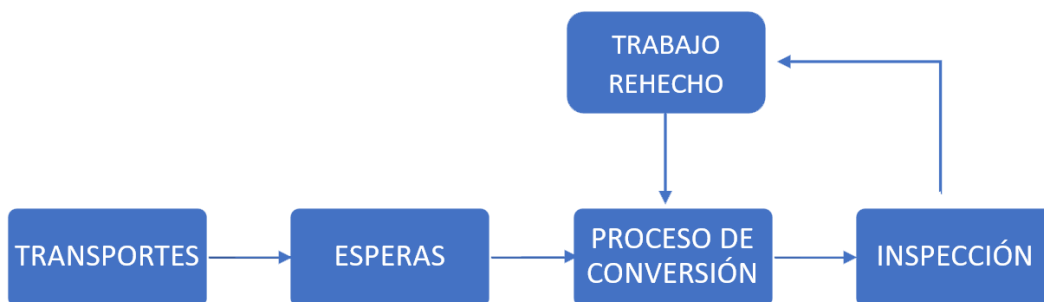 TRABAJO
REHECHO
TRANSPORTES
ESPERAS
PROCESO DE
CONVERSIÓN
INSPECCIÓN